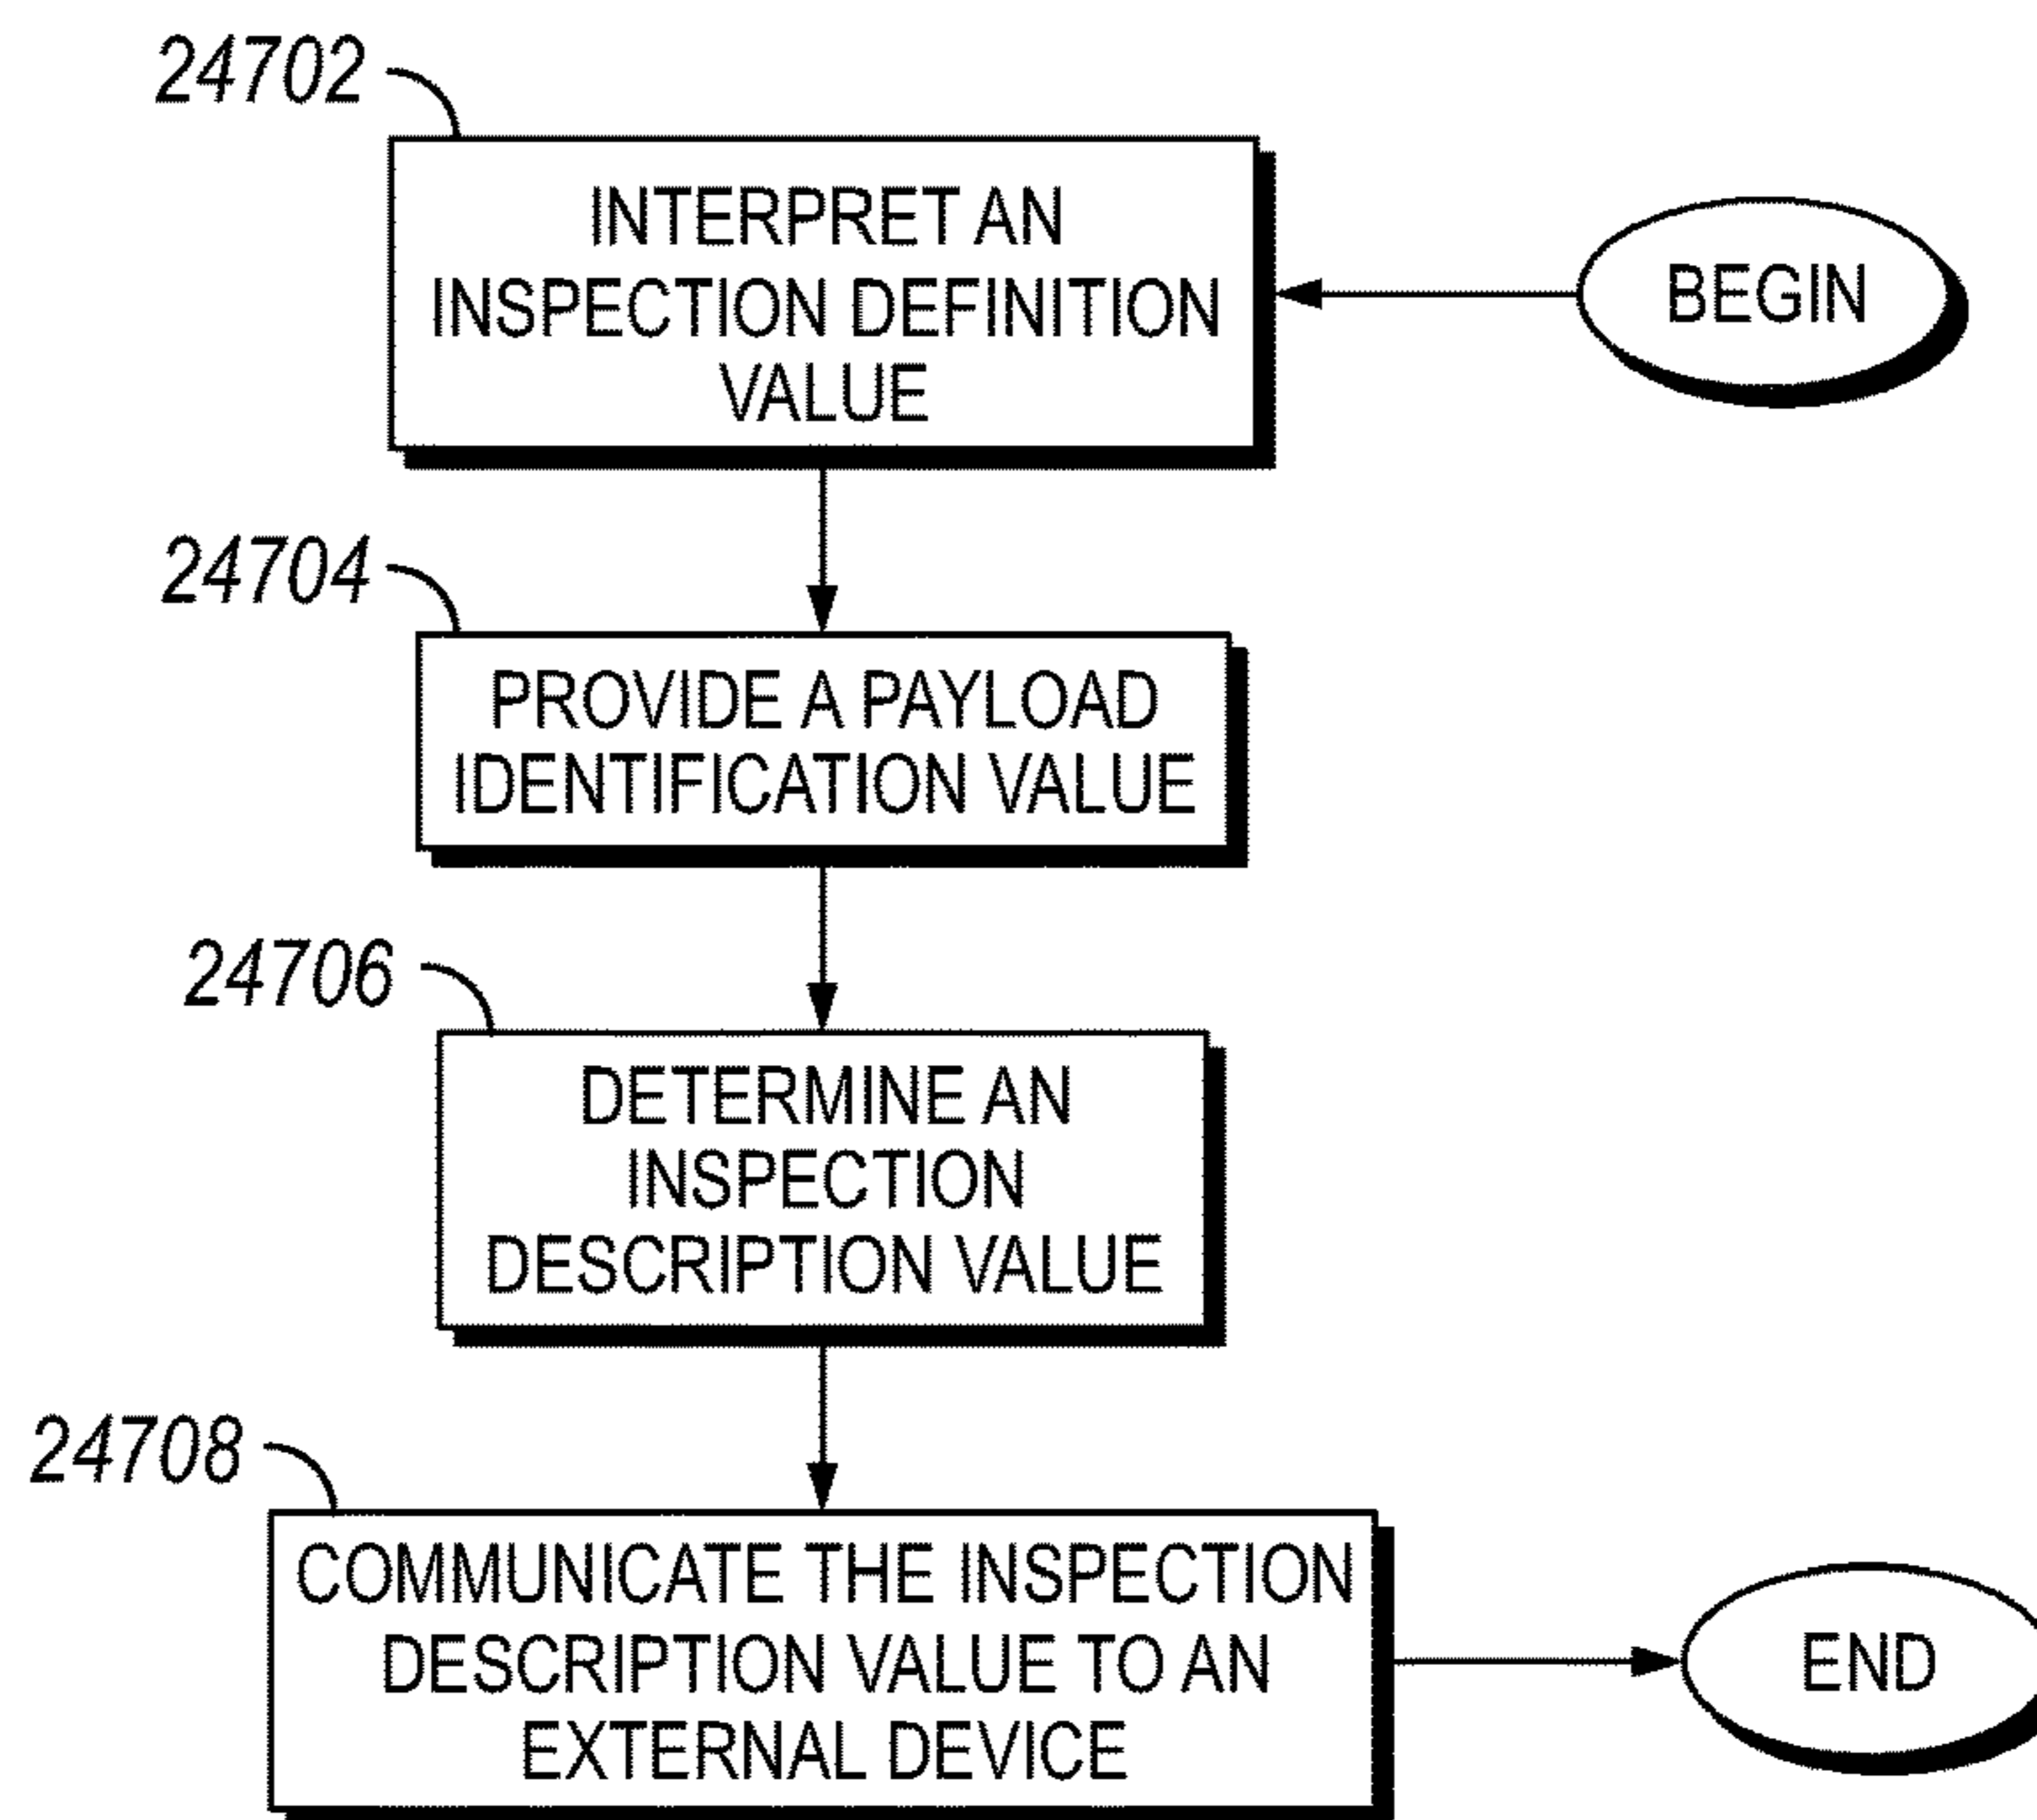 24702
INTERPRET AN
INSPECTION DEFINITION
VALUE
BEGIN
24704
PROVIDE A PAYLOAD
IDENTIFICATION VALUE
24706
DETERMINE AN
INSPECTION
DESCRIPTION VALUE
24708
COMMUNICATE THE INSPECTION
DESCRIPTION VALUE TO AN
EXTERNAL DEVICE
END